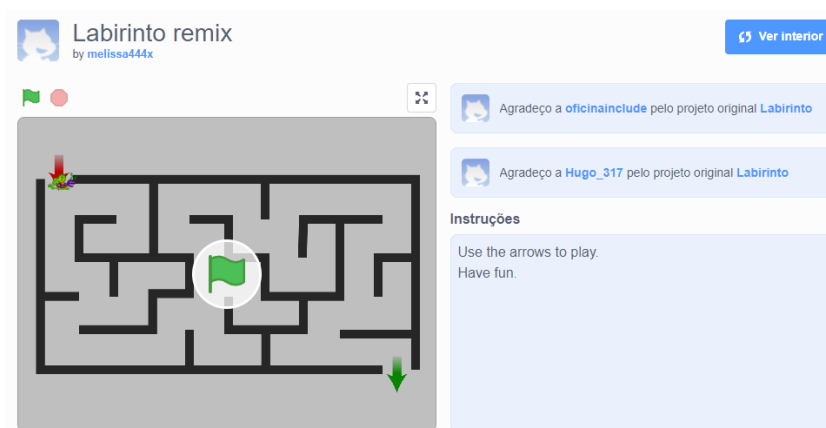 Labirinto remix
by melissa444x
Ver interior
Agradeço a oficinainclude pelo projeto original Labirinto
Agradeço a Hugo_317 pelo projeto original Labirinto
Instruções
Use the arrows to play.
Have fun.